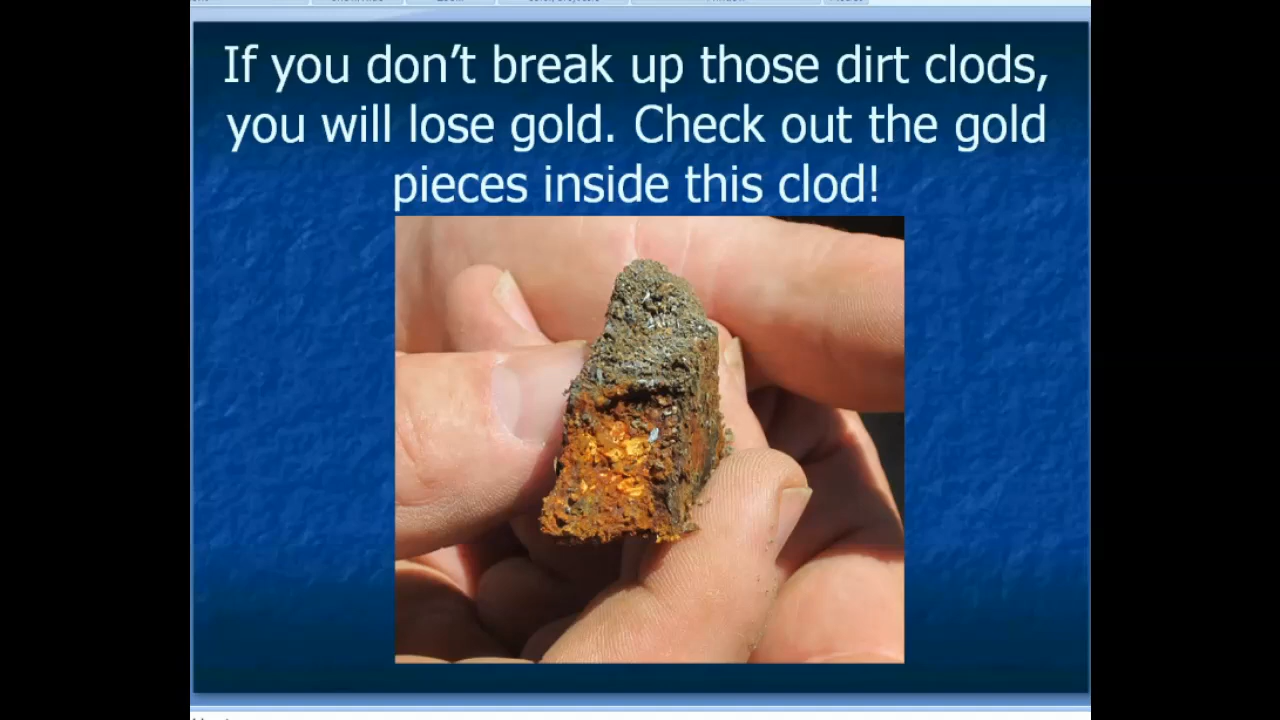 If you don't break up those dirt clods,
you will lose gold. Check out the gold
pieces inside this clod!